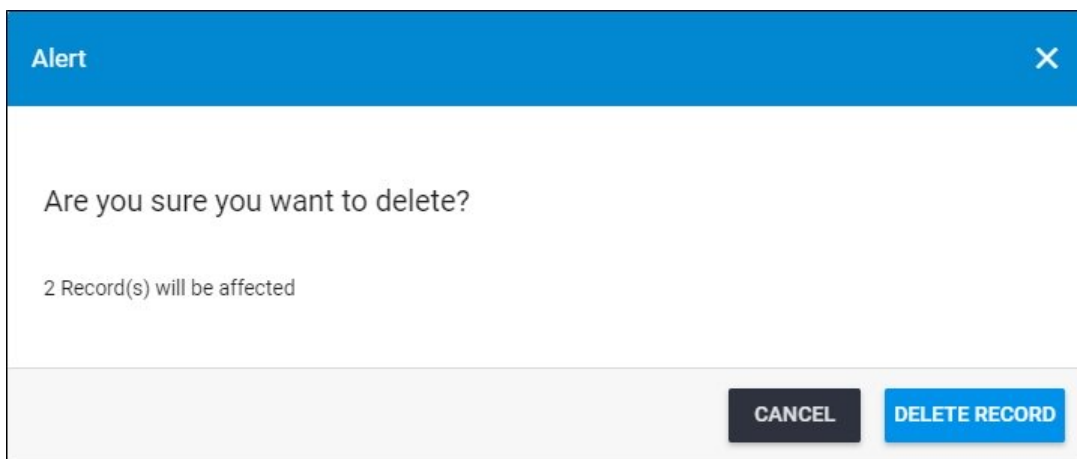 Alert
Are you sure you want to delete?
2 Record(s) will be affected
CANCEL
DELETE RECORD